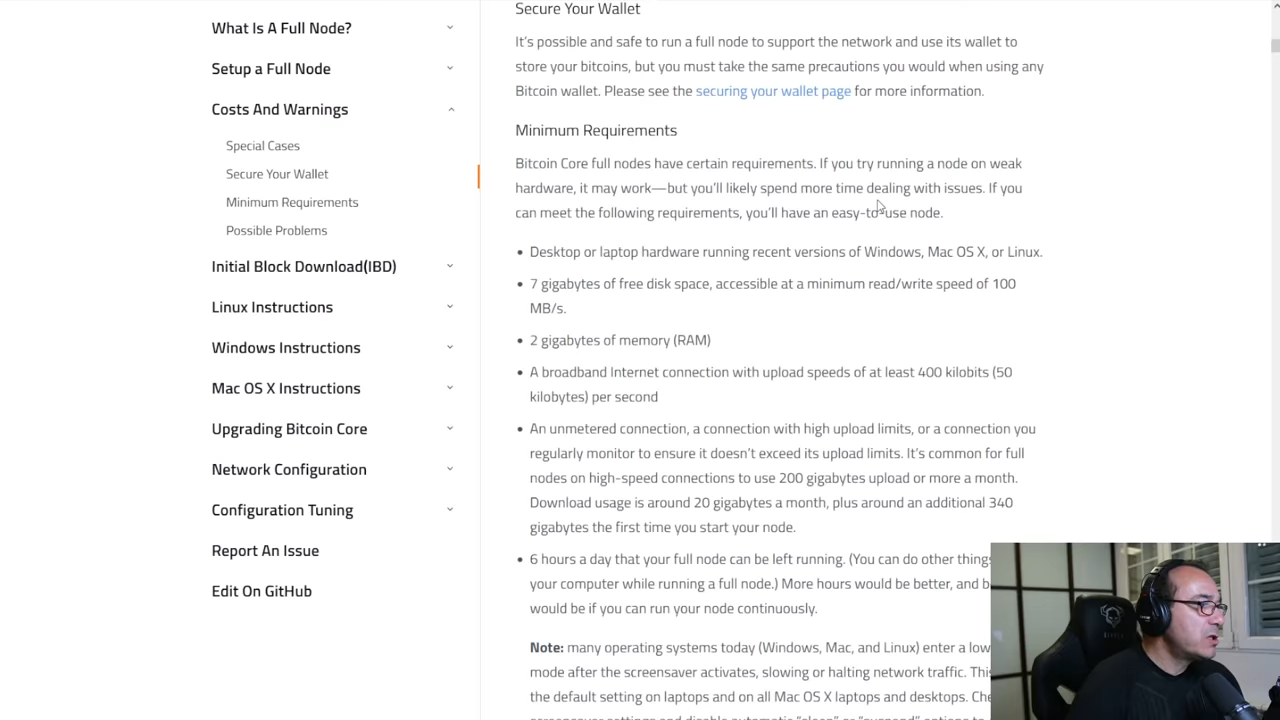 What Is A Full Node?
Setup a Full Node
Costs And Warnings
Special Cases
Secure Your Wallet
Minimum Requirements
Possible Problems
Initial Block Download(IBD)
Linux Instructions
Windows Instructions
Mac OS X Instructions
Upgrading Bitcoin Core
Network Configuration
Configuration Tuning
Report An Issue
Edit On GitHub
Secure Your Wallet
It's possible and safe to run a full node to support the network and use its wallet to
store your bitcoins, but you must take the same precautions you would when using any
Bitcoin wallet. Please see the securing your wallet page for more information.
Minimum Requirements
Bitcoin Core full nodes have certain requirements. If you try running a node on weak
hardware, it may work—but you'll likely spend more time dealing with issues. If you
can meet the following requirements, you'll have an easy-to-use node.
• Desktop or laptop hardware running recent versions of Windows, Mac OS X, or Linux.
• 7 gigabytes of free disk space, accessible at a minimum read/write speed of 100
MB/s.
• 2 gigabytes of memory (RAM)
• A broadband Internet connection with upload speeds of at least 400 kilobits (50
kilobytes) per second
• An unmetered connection, a connection with high upload limits, or a connection you
regularly monitor to ensure it doesn't exceed its upload limits. It's common for full
nodes on high-speed connections to use 200 gigabytes upload or more a month.
Download usage is around 20 gigabytes a month, plus around an additional 340
gigabytes the first time you start your node.
• 6 hours a day that your full node can be left running. (You can do other things
your computer while running a full node.) More hours would be better, and b
would be if you can run your node continuously.
Note: many operating systems today (Windows, Mac, and Linux) enter a low
mode after the screensaver activates, slowing or halting network traffic. This
the default setting on laptops and on all Mac OS X laptops and desktops. Che
screensaver settings and disable automatic "sleep" or "suspend" options to